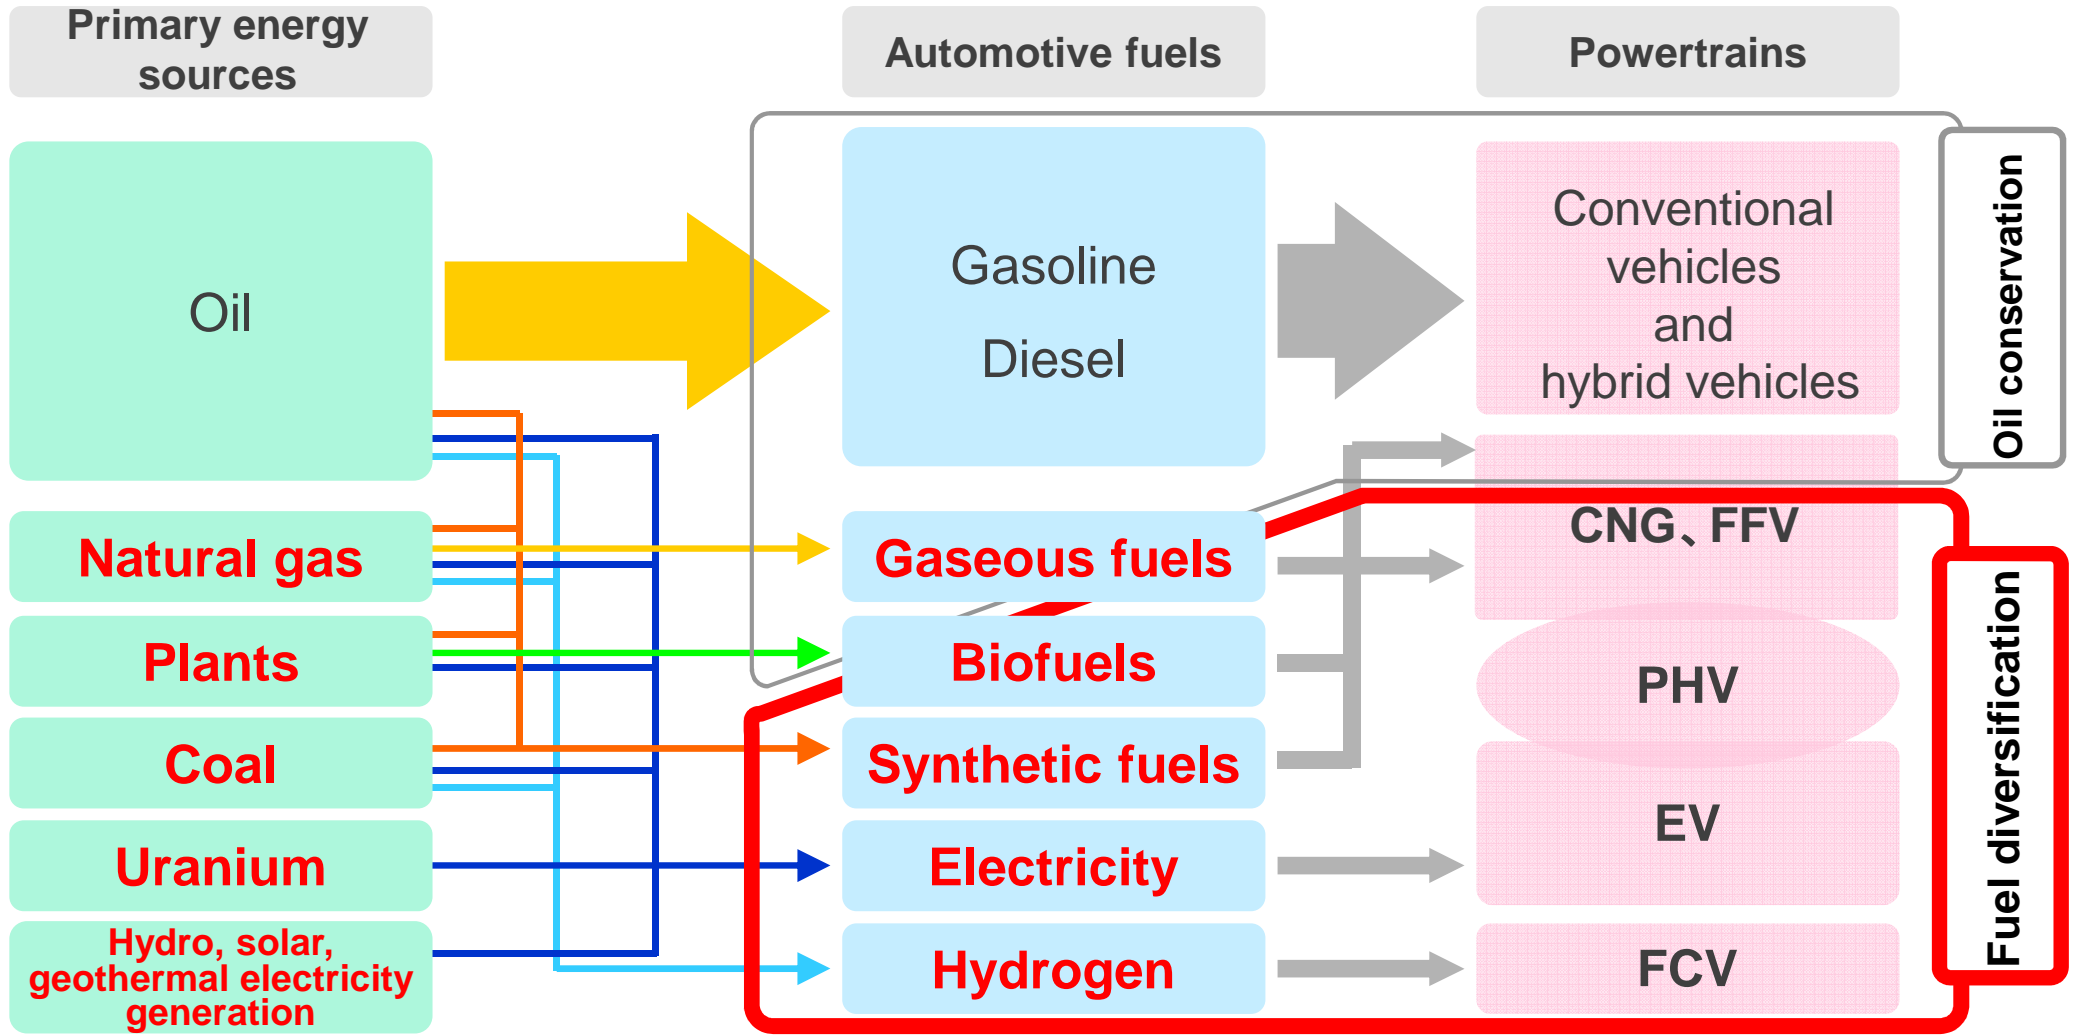 Primary energy
sources
Automotive fuels
Powertrains
Oil
Gasoline
Diesel
Conventional
vehicles
and
hybrid vehicles
Oil conservation
Natural gas
Gaseous fuels
CNG、FFV
Plants
Biofuels
PHV
Coal
Synthetic fuels
Uranium
Electricity
EV
Hydro, solar,
geothermal electricity
generation
Hydrogen
FCV
Fuel diversification